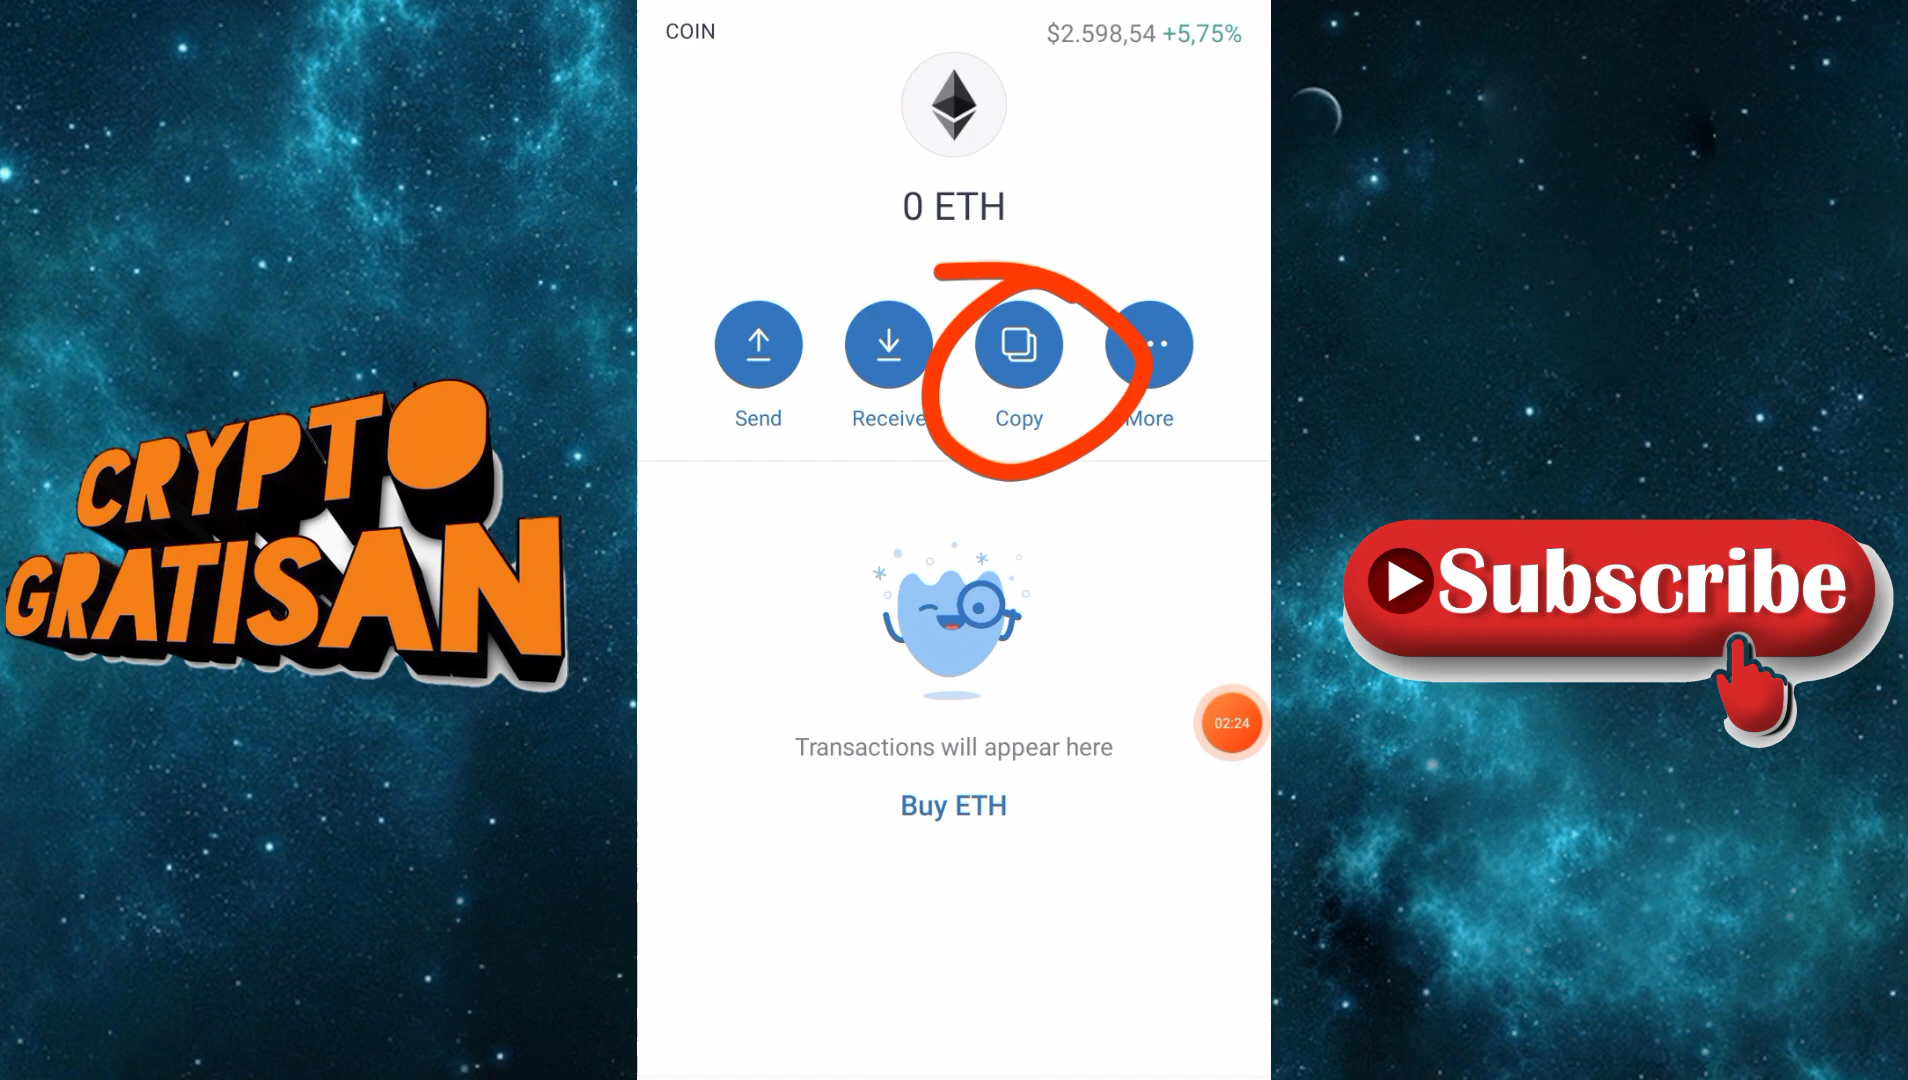 COIN
$2.598,54 +5,75%
0 ETH
Send
Receive
Copy
More
CRYPTO
GRATISAN
Subscribe
02:24
Transactions will appear here
Buy ETH